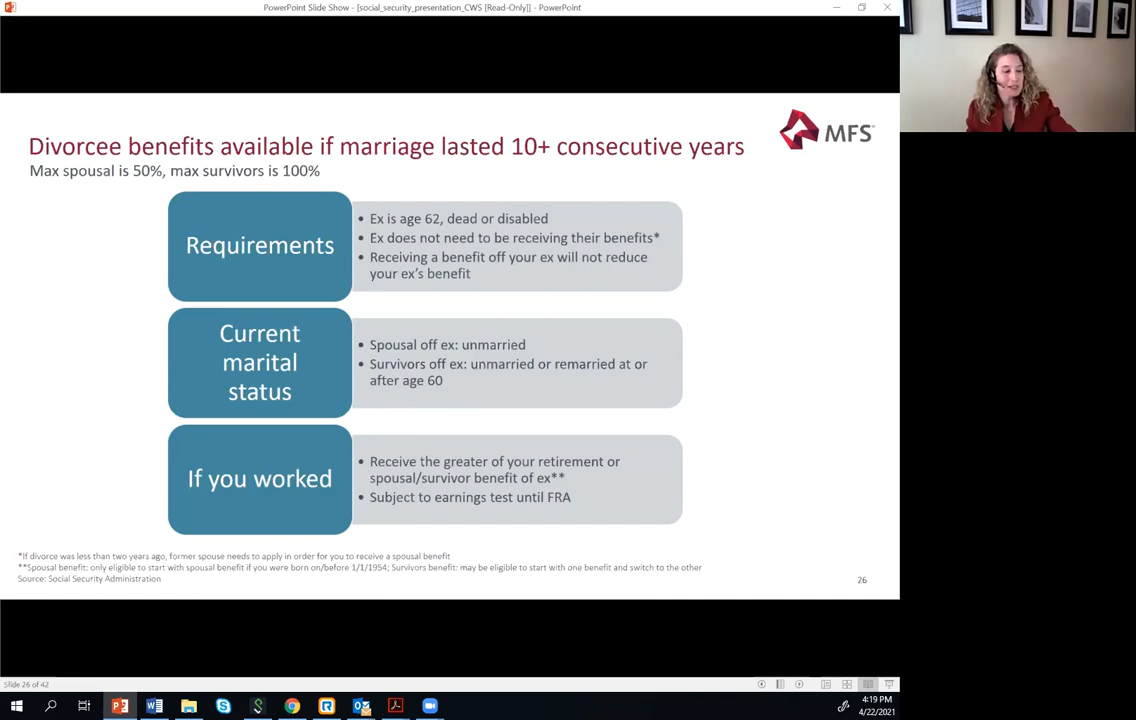 PowerPoint Slide Show - [social_security_presentation_CWS [Read-Only]] - PowerPoint
MFS
Divorcee benefits available if marriage lasted 10+ consecutive years
Max spousal is 50%, max survivors is 100%
Requirements
• Ex is age 62, dead or disabled
• Ex does not need to be receiving their benefits*
• Receiving a benefit off your ex will not reduce
your ex's benefit
Current
marital
status
• Spousal off ex: unmarried
• Survivors off ex: unmarried or remarried at or
after age 60
If you worked
• Receive the greater of your retirement or
spousal/survivor benefit of ex**
• Subject to earnings test until FRA
*If divorce was less than two years ago, former spouse needs to apply in order for you to receive a spousal benefit
**Spousal benefit: only eligible to start with spousal benefit if you were born on/before 1/1/1954; Survivors benefit: may be eligible to start with one benefit and switch to the other
Source: Social Security Administration
26
Slide 26 of 42
4:19 PM
4/22/2021